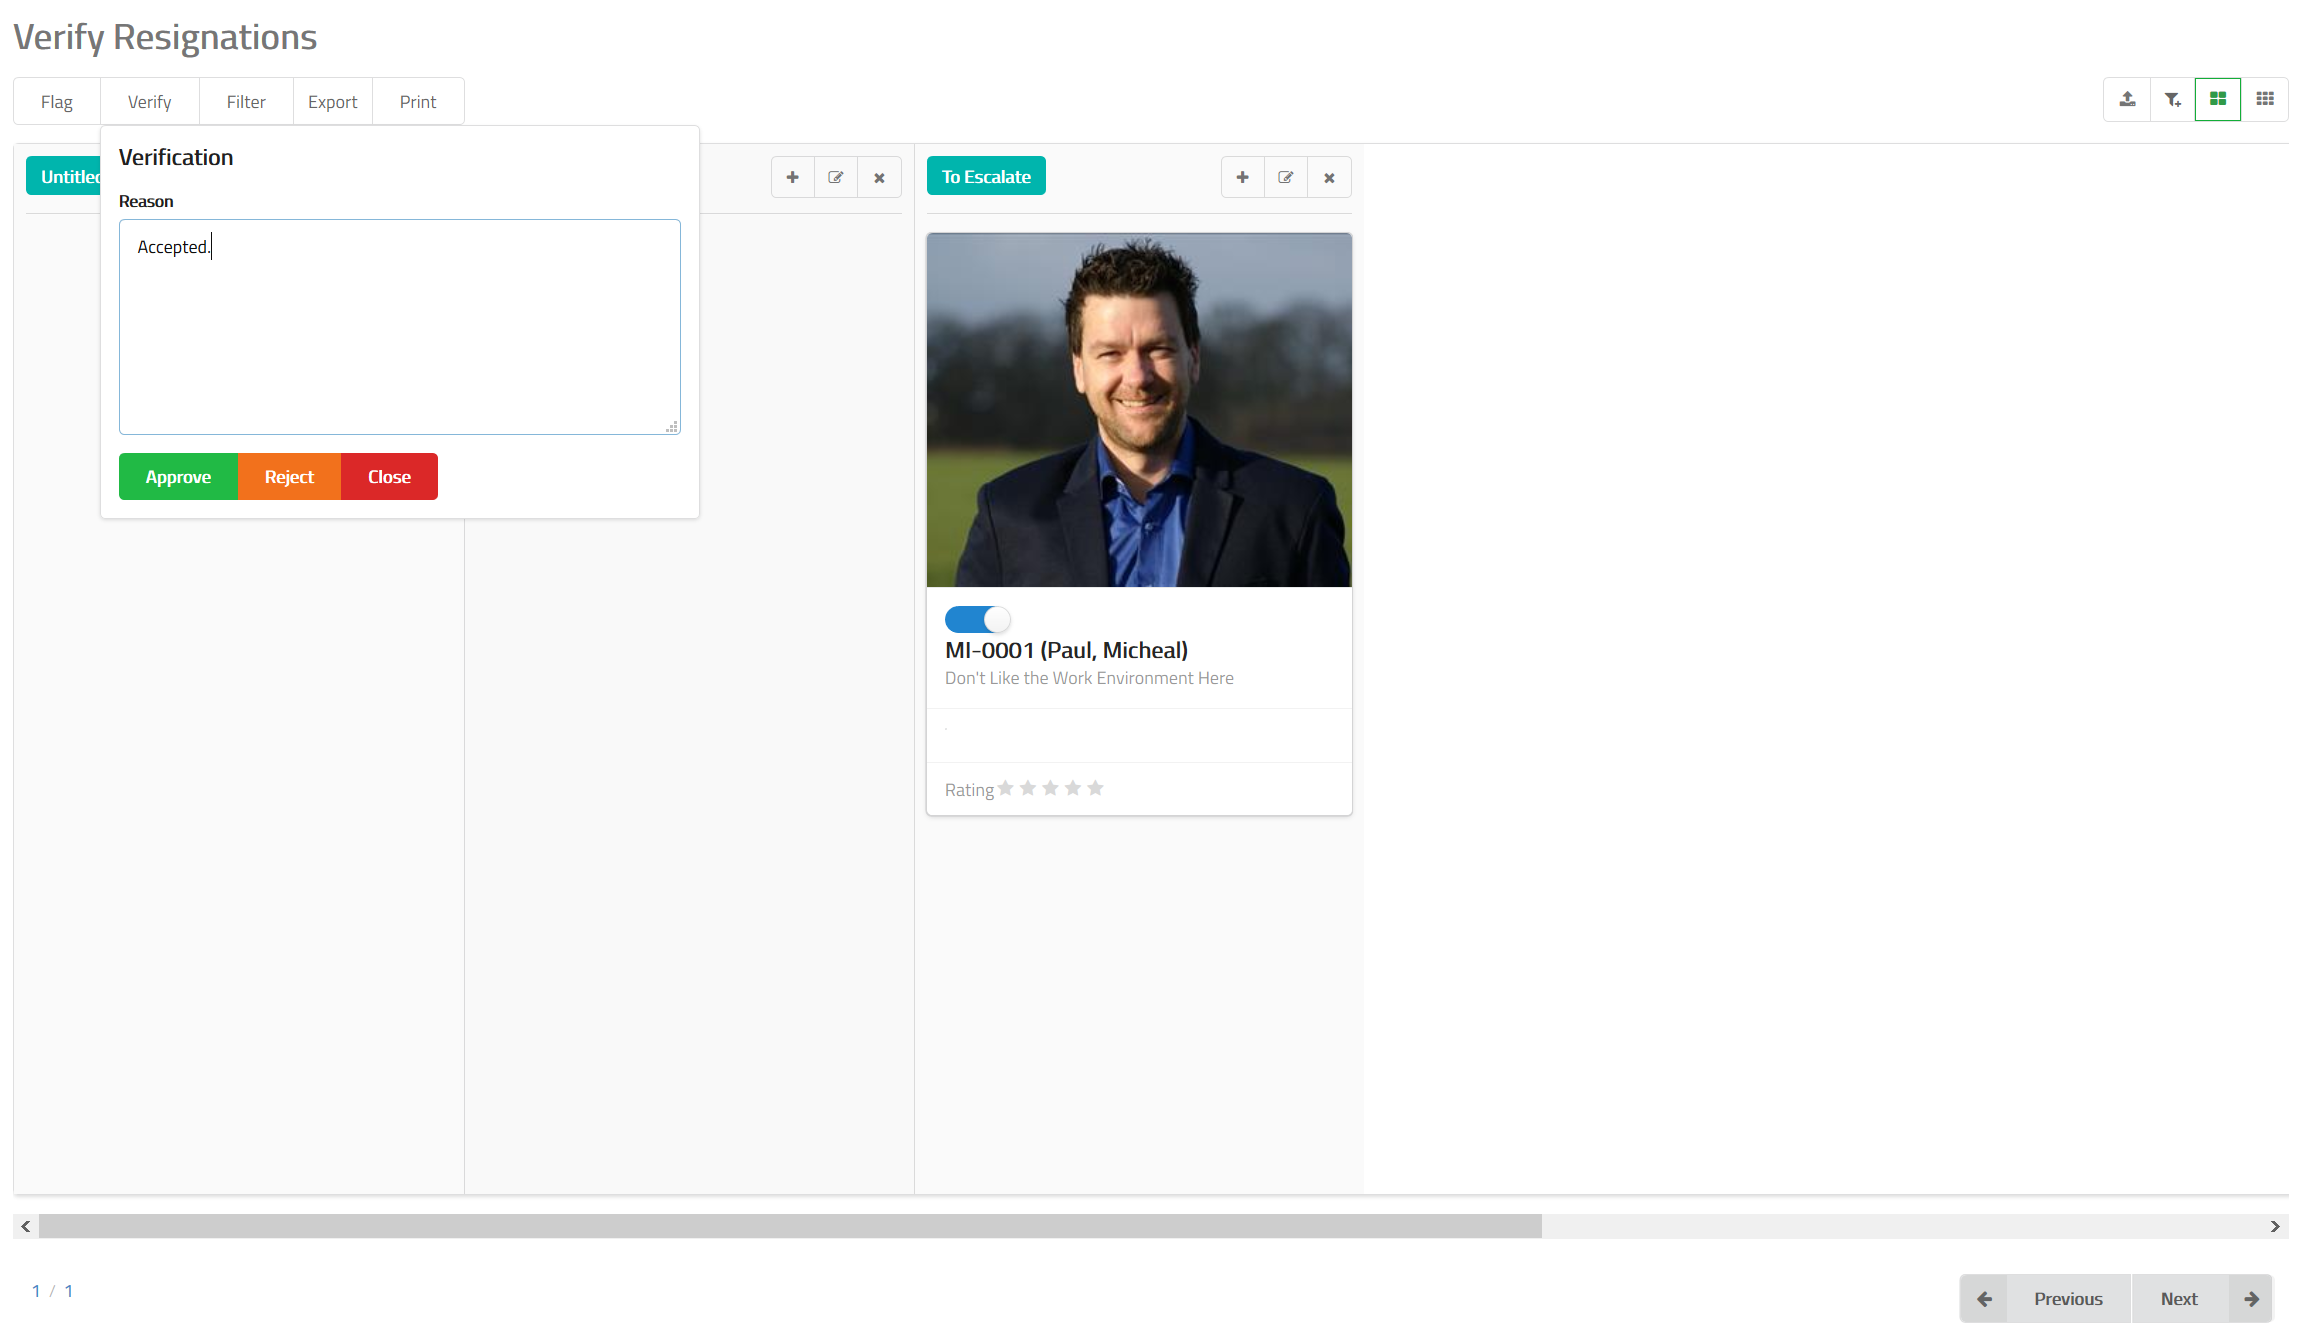 Verify Resignations
Flag Verify Filter Export Print
Verification
Reason
Accepted.
Approve Reject Close
To Escalate
MI-0001 (Paul, Micheal)
Don't Like the Work Environment Here
Rating
1 / 1
Previous Next